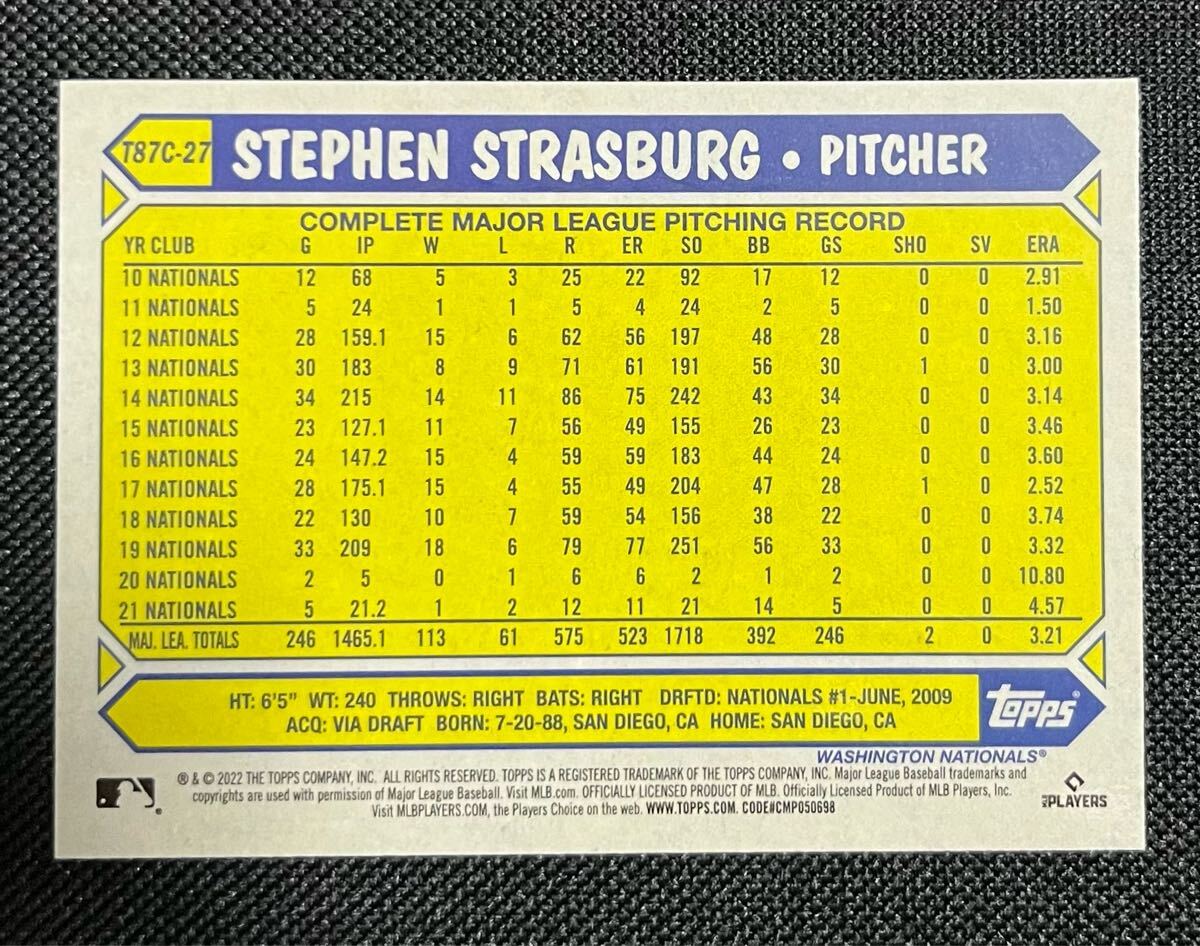 T87C-27 STEPHEN STRASBURG • PITCHER
COMPLETE MAJOR LEAGUE PITCHING RECORD
YR CLUB G IP W L R ER SO BB GS SHO SV ERA
10 NATIONALS 12 68 5 3 25 22 92 17 12 0 0 2.91
11 NATIONALS 5 24 1 1 5 4 24 2 5 0 0 1.50
12 NATIONALS 28 159.1 15 6 62 56 197 48 28 0 0 3.16
13 NATIONALS 30 183 8 9 71 61 191 56 30 1 0 3.00
14 NATIONALS 34 215 14 11 86 75 242 43 34 0 0 3.14
15 NATIONALS 23 127.1 11 7 56 49 155 26 23 0 0 3.46
16 NATIONALS 24 147.2 15 4 59 59 183 44 24 0 0 3.60
17 NATIONALS 28 175.1 15 4 55 49 204 47 28 1 0 2.52
18 NATIONALS 22 130 10 7 59 54 156 38 22 0 0 3.74
19 NATIONALS 33 209 18 6 79 77 251 56 33 0 0 3.32
20 NATIONALS 2 5 0 1 6 6 2 1 2 0 0 10.80
21 NATIONALS 5 21.2 1 2 12 11 21 14 5 0 0 4.57
MAJ. LEA. TOTALS 246 1465.1 113 61 575 523 1718 392 246 2 0 3.21
HT: 6'5" WT: 240 THROWS: RIGHT BATS: RIGHT DRFTD: NATIONALS #1-JUNE, 2009
ACQ: VIA DRAFT BORN: 7-20-88, SAN DIEGO, CA HOME: SAN DIEGO, CA
Topps®
WASHINGTON NATIONALS®
® & © 2022 THE TOPPS COMPANY, INC. ALL RIGHTS RESERVED. TOPPS IS A REGISTERED TRADEMARK OF THE TOPPS COMPANY, INC. Major League Baseball trademarks and
copyrights are used with permission of Major League Baseball. Visit MLB.com. OFFICIALLY LICENSED PRODUCT OF MLB. Officially Licensed Product of MLB Players, Inc.
Visit MLBPLAYERS.COM, the Players Choice on the web. WWW.TOPPS.COM. CODE#CMP050698
MLB PLAYERS